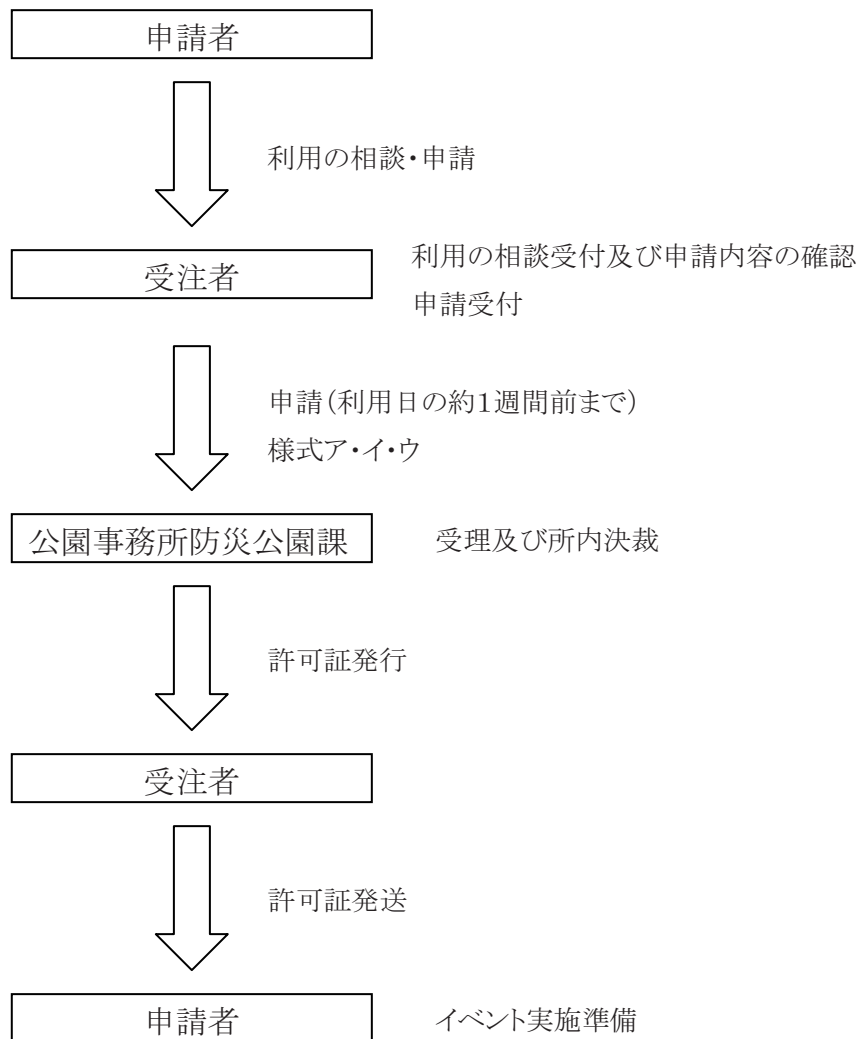 申請者
利用の相談・申請
受注者
利用の相談受付及び申請内容の確認
申請受付
申請(利用日の約1週間前まで)
様式ア・イ・ウ
公園事務所防災公園課
受理及び所内決裁
許可証発行
受注者
許可証発送
申請者
イベント実施準備